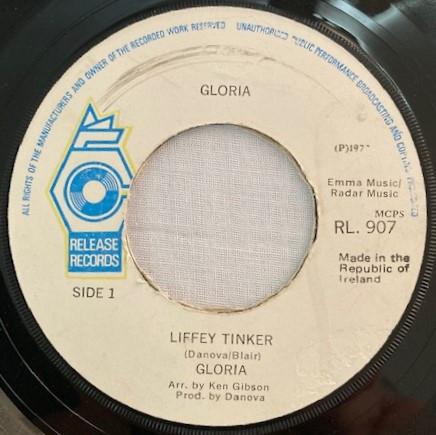 ALL RIGHTS OF THE MANUFACTURERS AND OWNER OF THE RECORDED WORK RESERVED UNAUTHORIZED PUBLIC PERFORMANCE BROADCASTING AND
GLORIA
(P)197
Emma Music/
Radar Music
MCPS
RL. 907
Made in the
Republic of
Ireland
RELEASE
RECORDS
SIDE 1
LIFFEY TINKER
(Danova/Blair)
GLORIA
Arr. by Ken Gibson
Prod. by Danova